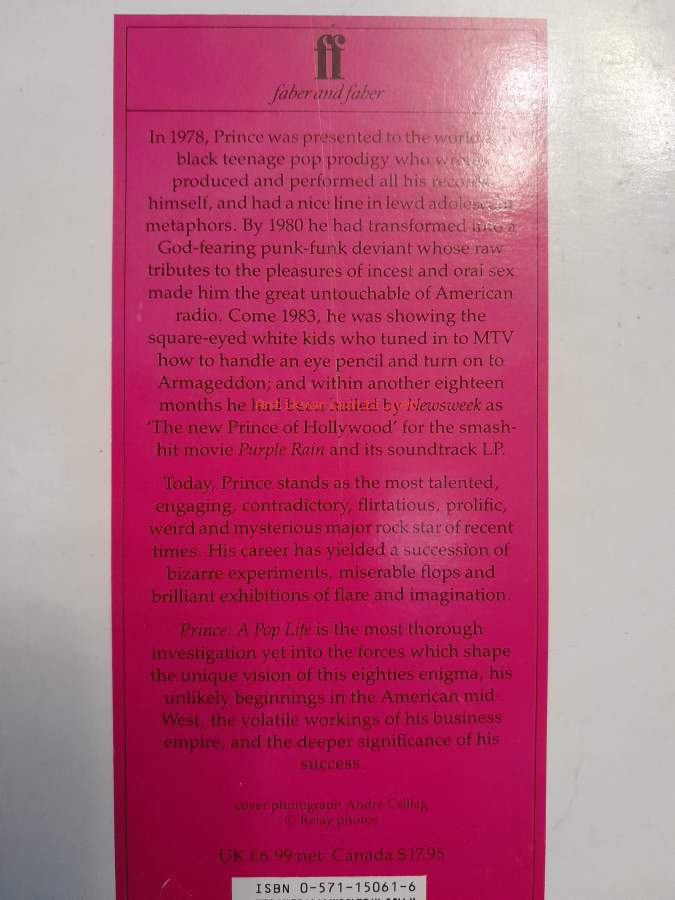 ff
faber and faber
In 1978, Prince was presented to the world
black teenage pop prodigy who wrote,
produced and performed all his records
himself, and had a nice line in lewd adolescent
metaphors. By 1980 he had transformed into a
God-fearing punk-funk deviant whose raw
tributes to the pleasures of incest and oral sex
made him the great untouchable of American
radio. Come 1983, he was showing the
square-eyed white kids who tuned in to MTV
how to handle an eye pencil and turn on to
Armageddon; and within another eighteen
months he had been hailed by Newsweek as
‘The new Prince of Hollywood’ for the smash-
hit movie Purple Rain and its soundtrack LP.
Today, Prince stands as the most talented,
engaging, contradictory, flirtatious, prolific,
weird and mysterious major rock star of recent
times. His career has yielded a succession of
bizarre experiments, miserable flops and
brilliant exhibitions of flare and imagination.
Prince: A Pop Life is the most thorough
investigation yet into the forces which shape
the unique vision of this eighties enigma, his
unlikely beginnings in the American mid-
West, the volatile workings of his business
empire, and the deeper significance of his
success.
cover photograph André Csillag
© Relay photos
UK £6.99 net Canada $17.95
ISBN 0-571-15061-6